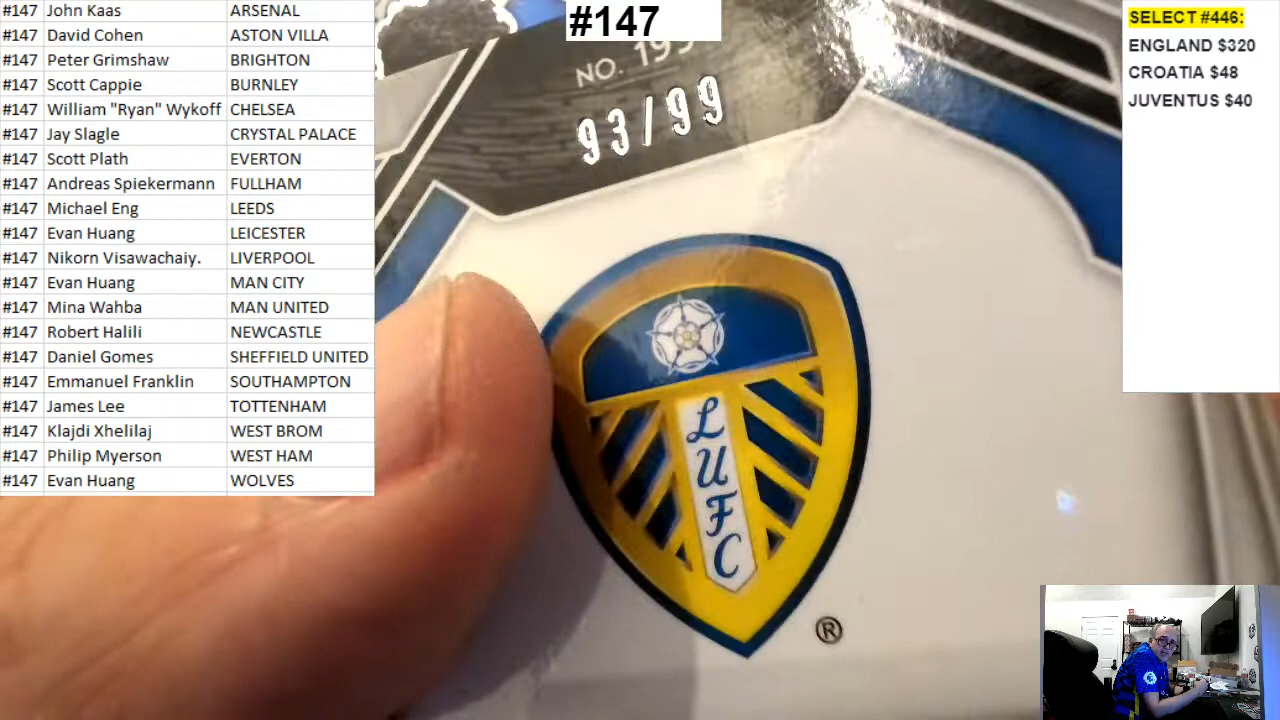 #147 John Kaas ARSENAL
#147 David Cohen ASTON VILLA
#147 Peter Grimshaw BRIGHTON
#147 Scott Cappie BURNLEY
#147 William "Ryan" Wykoff CHELSEA
#147 Jay Slagle CRYSTAL PALACE
#147 Scott Plath EVERTON
#147 Andreas Spiekermann FULLHAM
#147 Michael Eng LEEDS
#147 Evan Huang LEICESTER
#147 Nikorn Visawachaiy. LIVERPOOL
#147 Evan Huang MAN CITY
#147 Mina Wahba MAN UNITED
#147 Robert Halili NEWCASTLE
#147 Daniel Gomes SHEFFIELD UNITED
#147 Emmanuel Franklin SOUTHAMPTON
#147 James Lee TOTTENHAM
#147 Klajdi Xhelilaj WEST BROM
#147 Philip Myerson WEST HAM
#147 Evan Huang WOLVES
#147
NO.
93/99
LUFC
®
SELECT #446:
ENGLAND $320
CROATIA $48
JUVENTUS $40